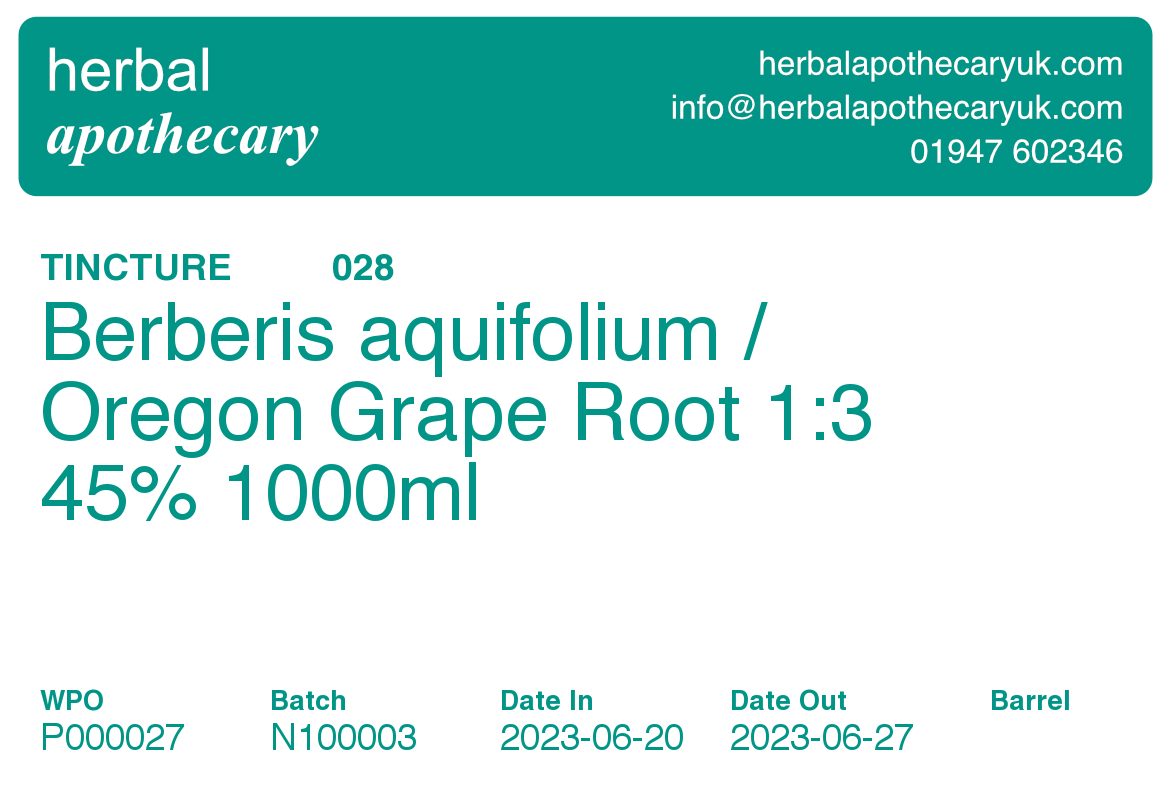 herbal
apothecary
herbalapothecaryuk.com
info@herbalapothecaryuk.com
01947 602346
TINCTURE 028
Berberis aquifolium /
Oregon Grape Root 1:3
45% 1000ml
WPO Batch Date In Date Out Barrel
P000027 N100003 2023-06-20 2023-06-27